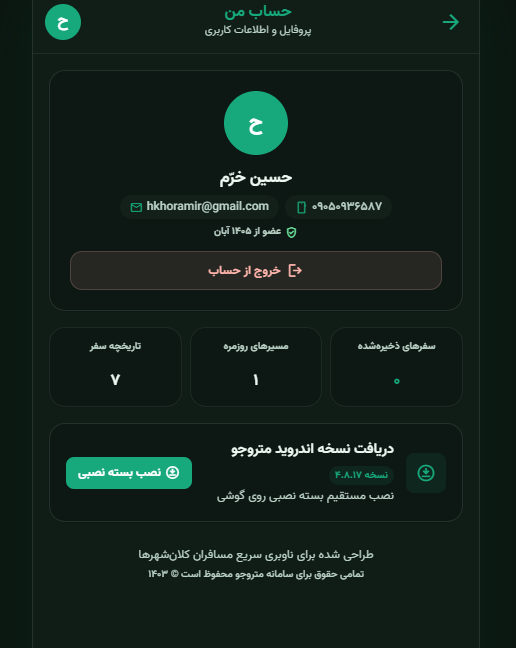 حساب من
پروفایل و اطلاعات کاربری
ح
ح
حسین خرّم
۰۹۰۵۰۹۳۶۵۸۷
hkhoramir@gmail.com
عضو از ۱۴۰۵ آبان
خروج از حساب
سفرهای ذخیره‌شده
۰
مسیرهای روزمره
۱
تاریخچه سفر
۷
دریافت نسخه اندروید متروجو
نسخه ۴.۸.۱۷
نصب مستقیم بسته نصبی روی گوشی
نصب بسته نصبی
طراحی شده برای ناوبری سریع مسافران کلان‌شهرها
تمامی حقوق برای سامانه متروجو محفوظ است © ۱۴۰۳